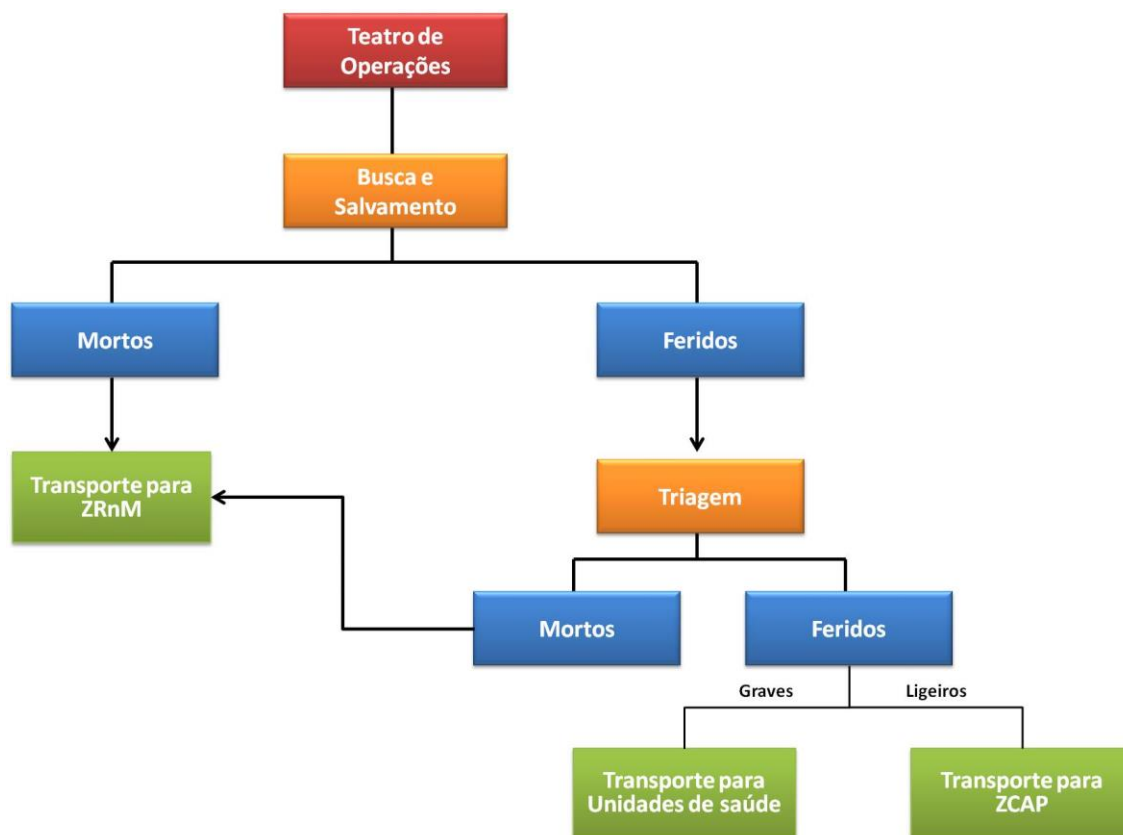 Teatro de
Operações
Busca e
Salvamento
Mortos
Feridos
Transporte para
ZRnM
Triagem
Mortos
Feridos
Graves
Ligeiros
Transporte para
Unidades de saúde
Transporte para
ZCAP